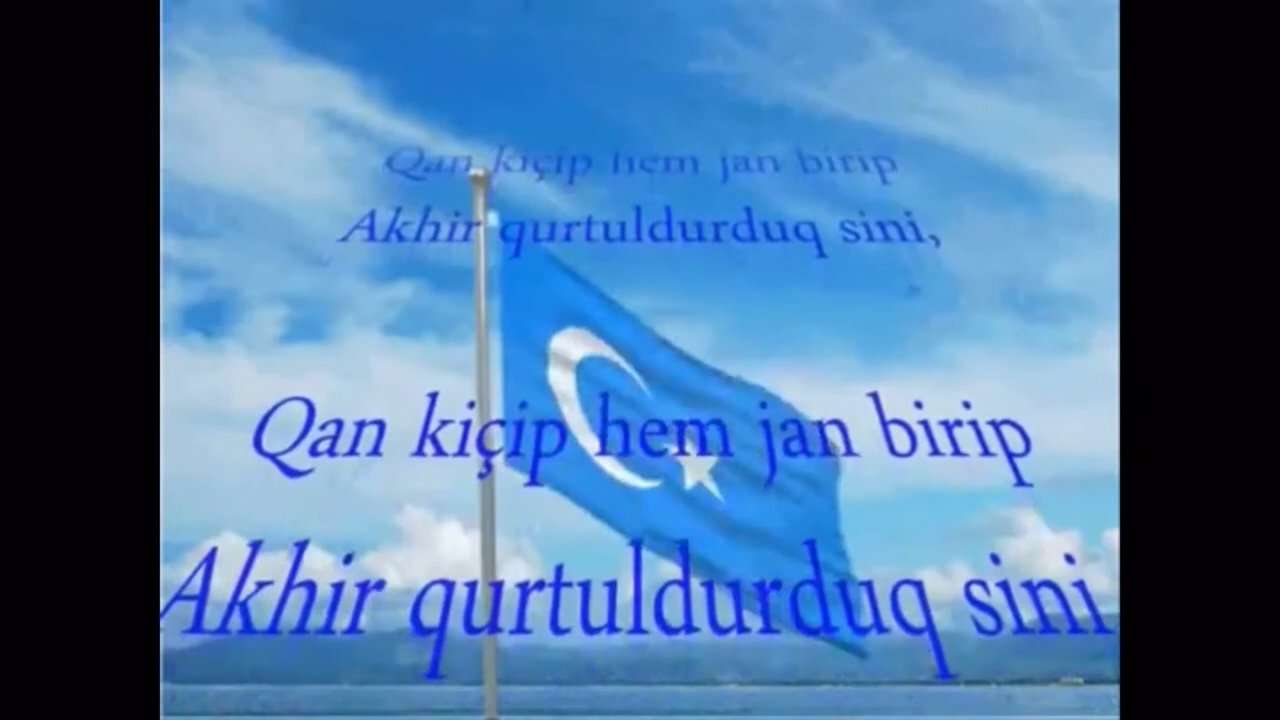 Qan kiçip hem jan birip
Akhir qurtuldurduq sini,
Qan kiçip hem jan birip
Akhir qurtuldurduq sini